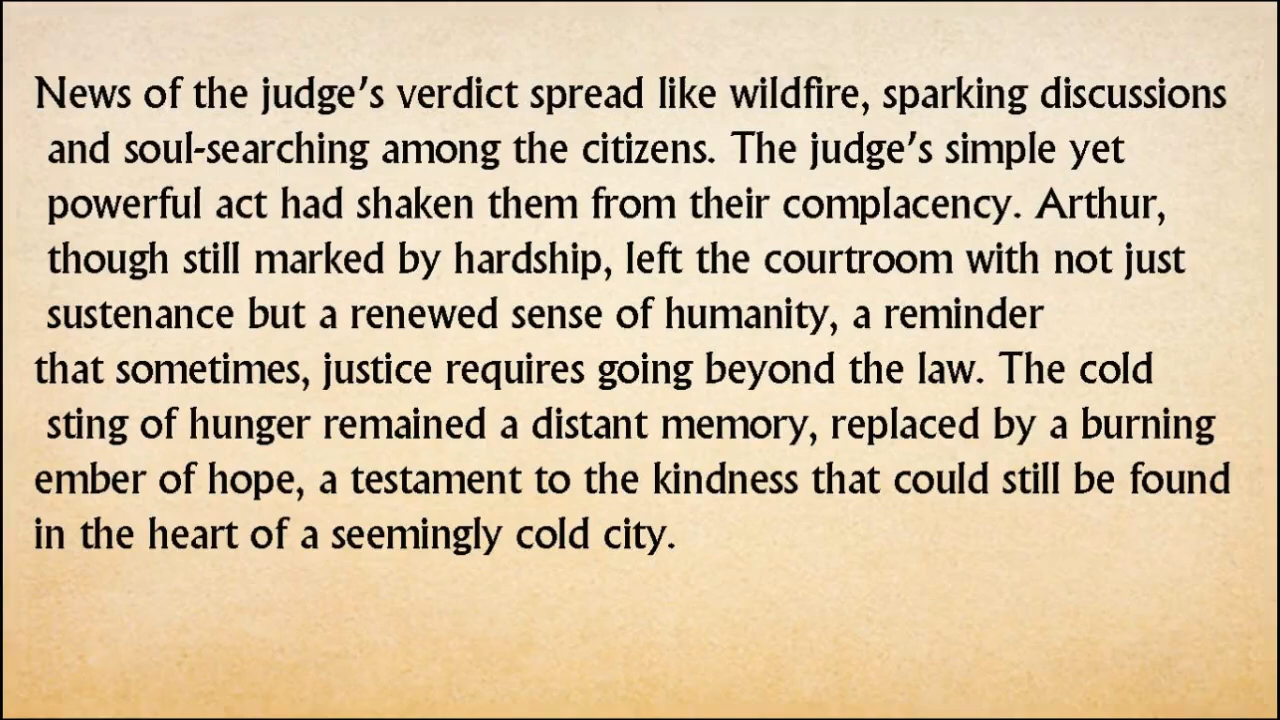 News of the judge's verdict spread like wildfire, sparking discussions
and soul-searching among the citizens. The judge's simple yet
powerful act had shaken them from their complacency. Arthur,
though still marked by hardship, left the courtroom with not just
sustenance but a renewed sense of humanity, a reminder
that sometimes, justice requires going beyond the law. The cold
sting of hunger remained a distant memory, replaced by a burning
ember of hope, a testament to the kindness that could still be found
in the heart of a seemingly cold city.